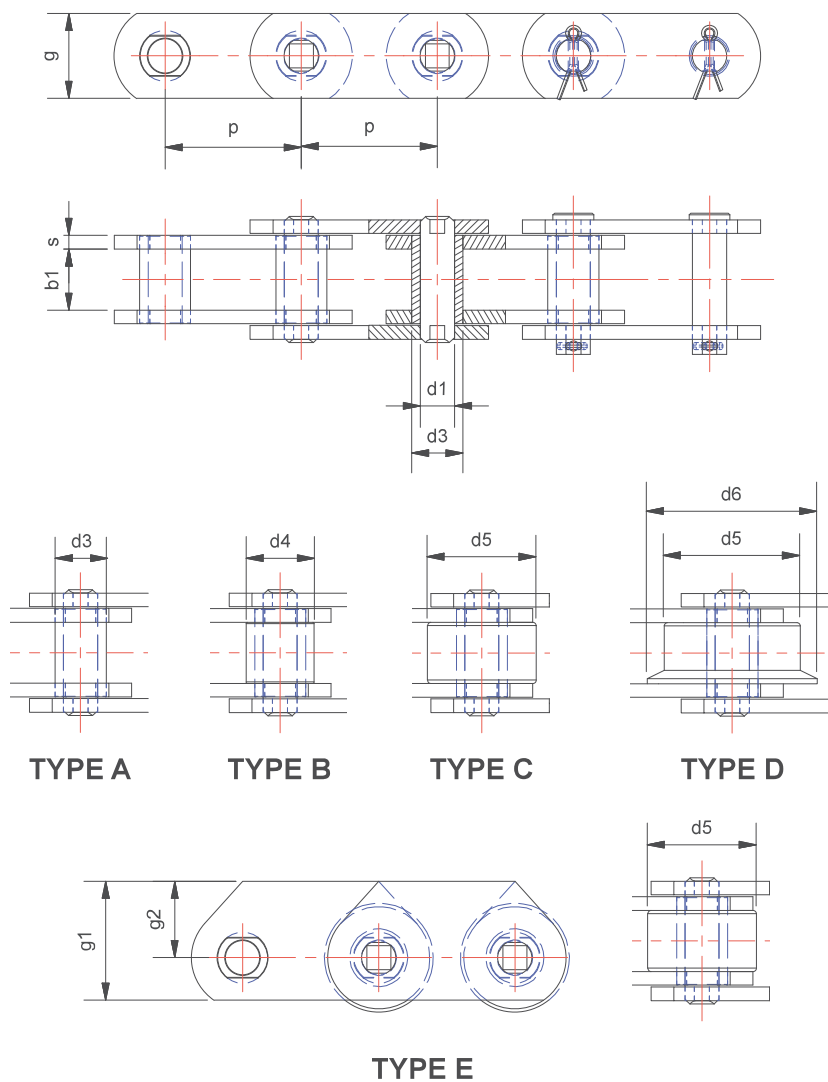 g
p p
s
b1
d1
d3
d6
d3 d4 d5 d5
TYPE A TYPE B TYPE C TYPE D
d5
g2
g1
TYPE E